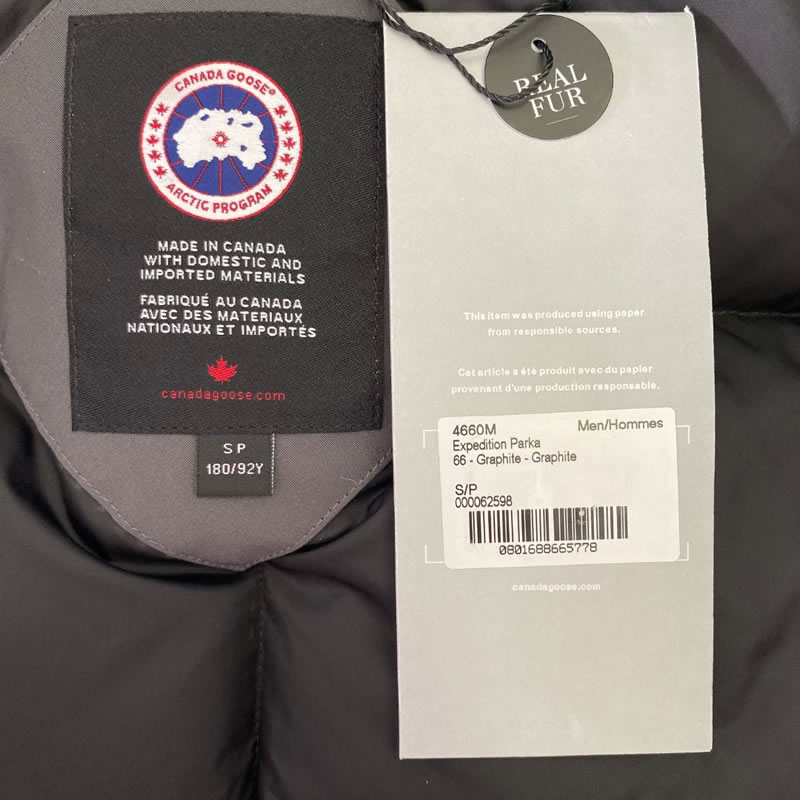 CANADA GOOSE®
ARCTIC PROGRAM
MADE IN CANADA
WITH DOMESTIC AND
IMPORTED MATERIALS
FABRIQUÉ AU CANADA
AVEC DES MATERIAUX
NATIONAUX ET IMPORTÉS
canadagoose.com
S P
180/92Y
REAL
FUR
This item was produced using paper
from responsible sources.
Cet article a été produit avec du papier
provenant d'une production responsable.
4660M Men/Hommes
Expedition Parka
66 - Graphite - Graphite
S/P
000062598
0801688665778
canadagoose.com